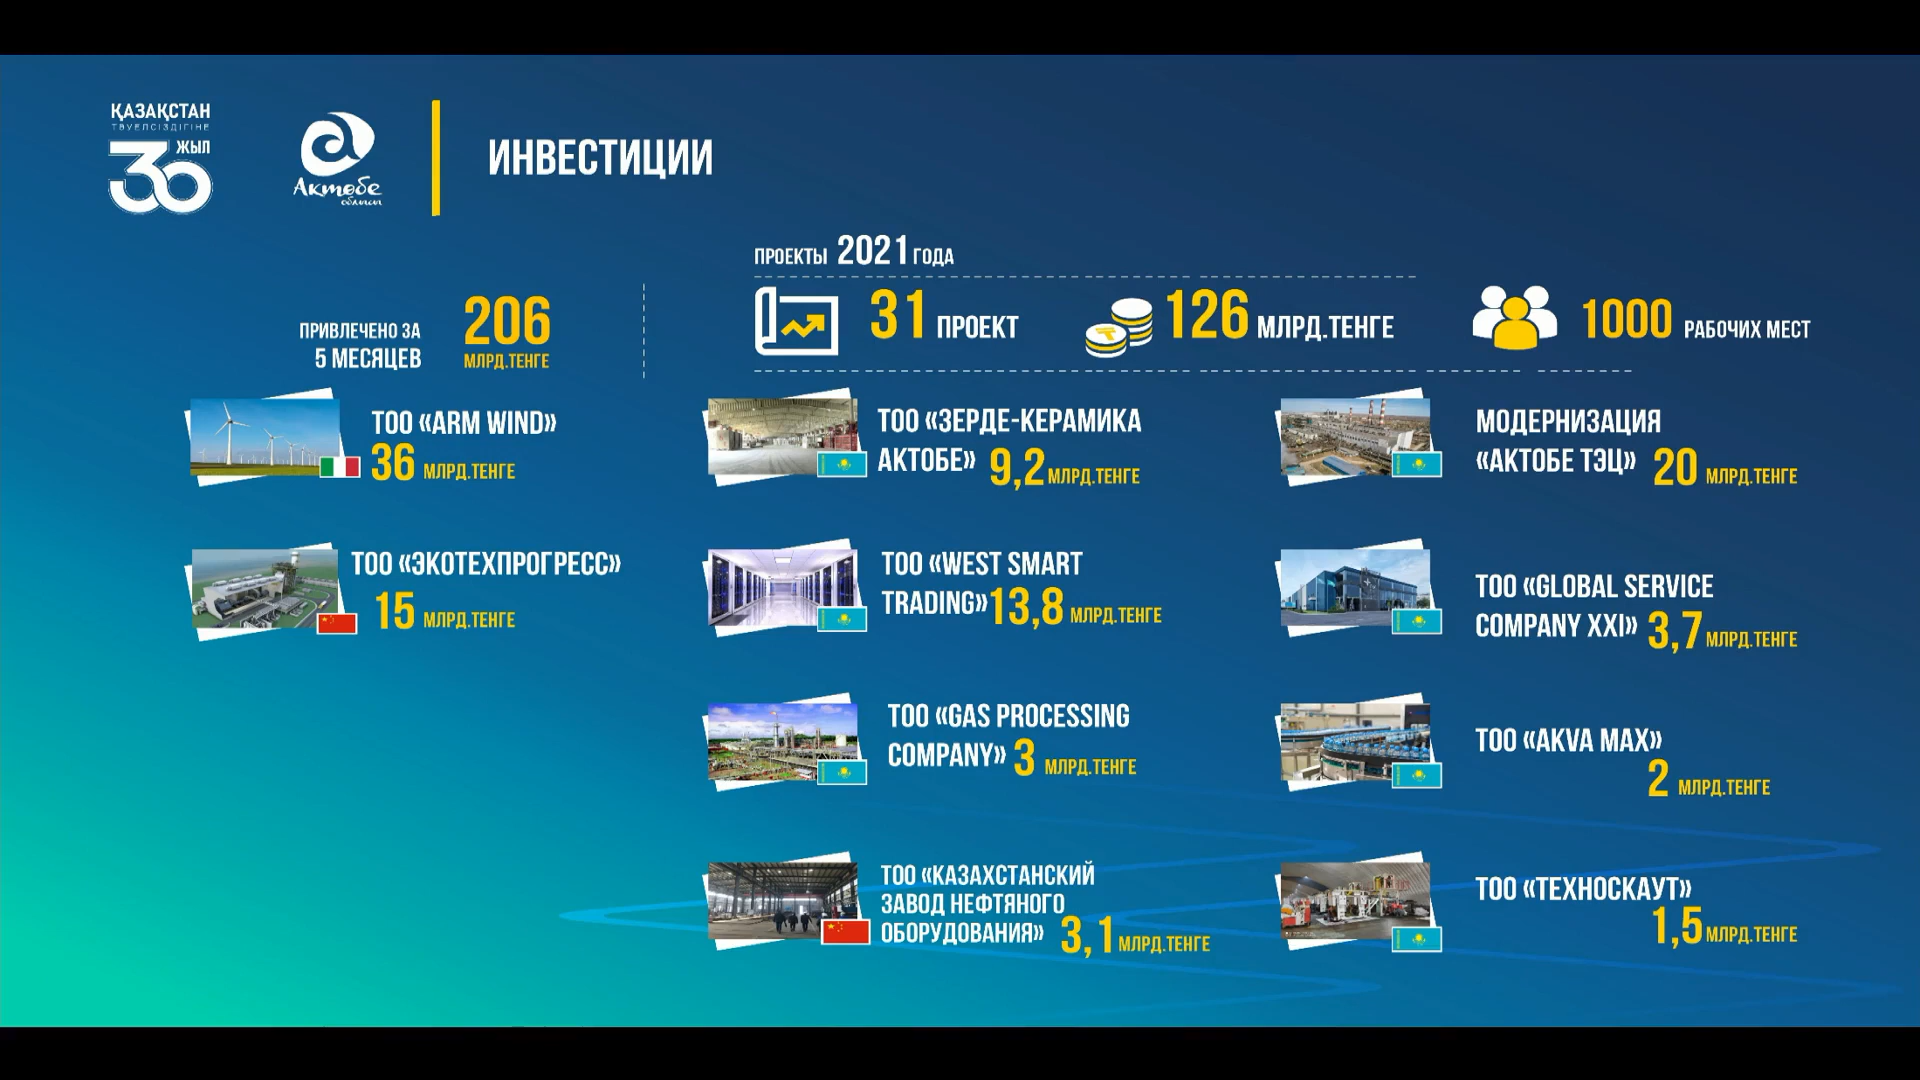 ҚАЗАҚСТАН
ТӘУЕЛСІЗДІГІНЕ
30 ЖЫЛ
Ақтөбе
облысы
ИНВЕСТИЦИИ
ПРИВЛЕЧЕНО ЗА
5 МЕСЯЦЕВ
206
МЛРД.ТЕНГЕ
ПРОЕКТЫ 2021 ГОДА
31 ПРОЕКТ
126 МЛРД.ТЕНГЕ
1000 РАБОЧИХ МЕСТ
ТОО «ARM WIND»
36 МЛРД.ТЕНГЕ
ТОО «ЭКОТЕХПРОГРЕСС»
15 МЛРД.ТЕНГЕ
ТОО «ЗЕРДЕ-КЕРАМИКА
АКТОБЕ» 9,2 МЛРД.ТЕНГЕ
ТОО «WEST SMART
TRADING» 13,8 МЛРД.ТЕНГЕ
ТОО «GAS PROCESSING
COMPANY» 3 МЛРД.ТЕНГЕ
ТОО «КАЗАХСТАНСКИЙ
ЗАВОД НЕФТЯНОГО
ОБОРУДОВАНИЯ» 3,1 МЛРД.ТЕНГЕ
МОДЕРНИЗАЦИЯ
«АКТОБЕ ТЭЦ» 20 МЛРД.ТЕНГЕ
ТОО «GLOBAL SERVICE
COMPANY XXI» 3,7 МЛРД.ТЕНГЕ
ТОО «AKVA MAX»
2 МЛРД.ТЕНГЕ
ТОО «ТЕХНОСКАУТ»
1,5 МЛРД.ТЕНГЕ